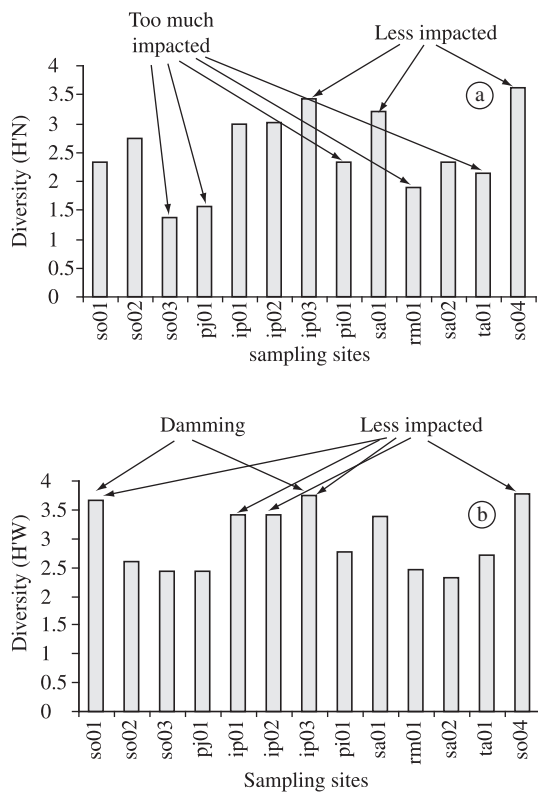 Too much
impacted
Less impacted
4
3.5
3
2.5
2
1.5
1
0.5
0
Diversity (H'N)
a
so01
so02
so03
pj01
ip01
ip02
ip03
pi01
sa01
rm01
sa02
ta01
so04
sampling sites
Damming
Less impacted
4
3.5
3
2.5
2
1.5
1
0.5
0
Diversity (H'W)
b
so01
so02
so03
pj01
ip01
ip02
ip03
pi01
sa01
rm01
sa02
ta01
so04
Sampling sites